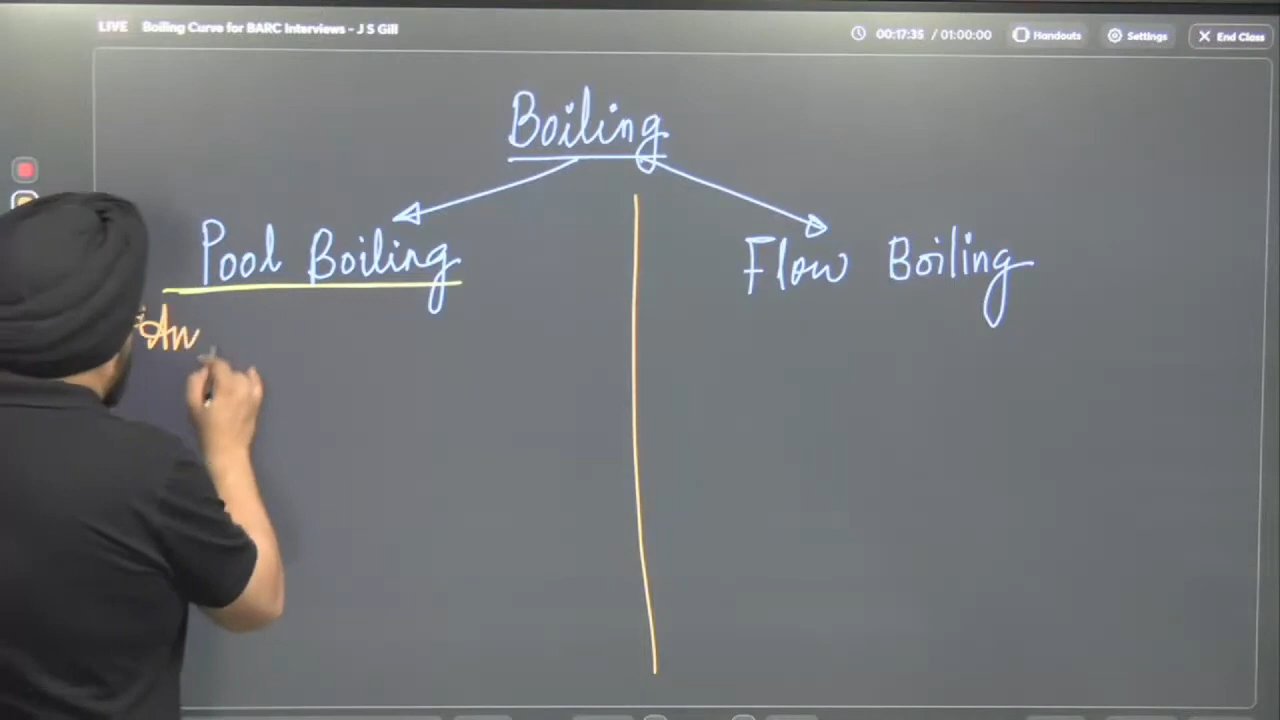 LIVE Boiling Curve for BARC Interviews - J S Gill 00:17:35 / 01:00:00 Handouts Settings End Class
Boiling
Pool Boiling Flow Boiling
An